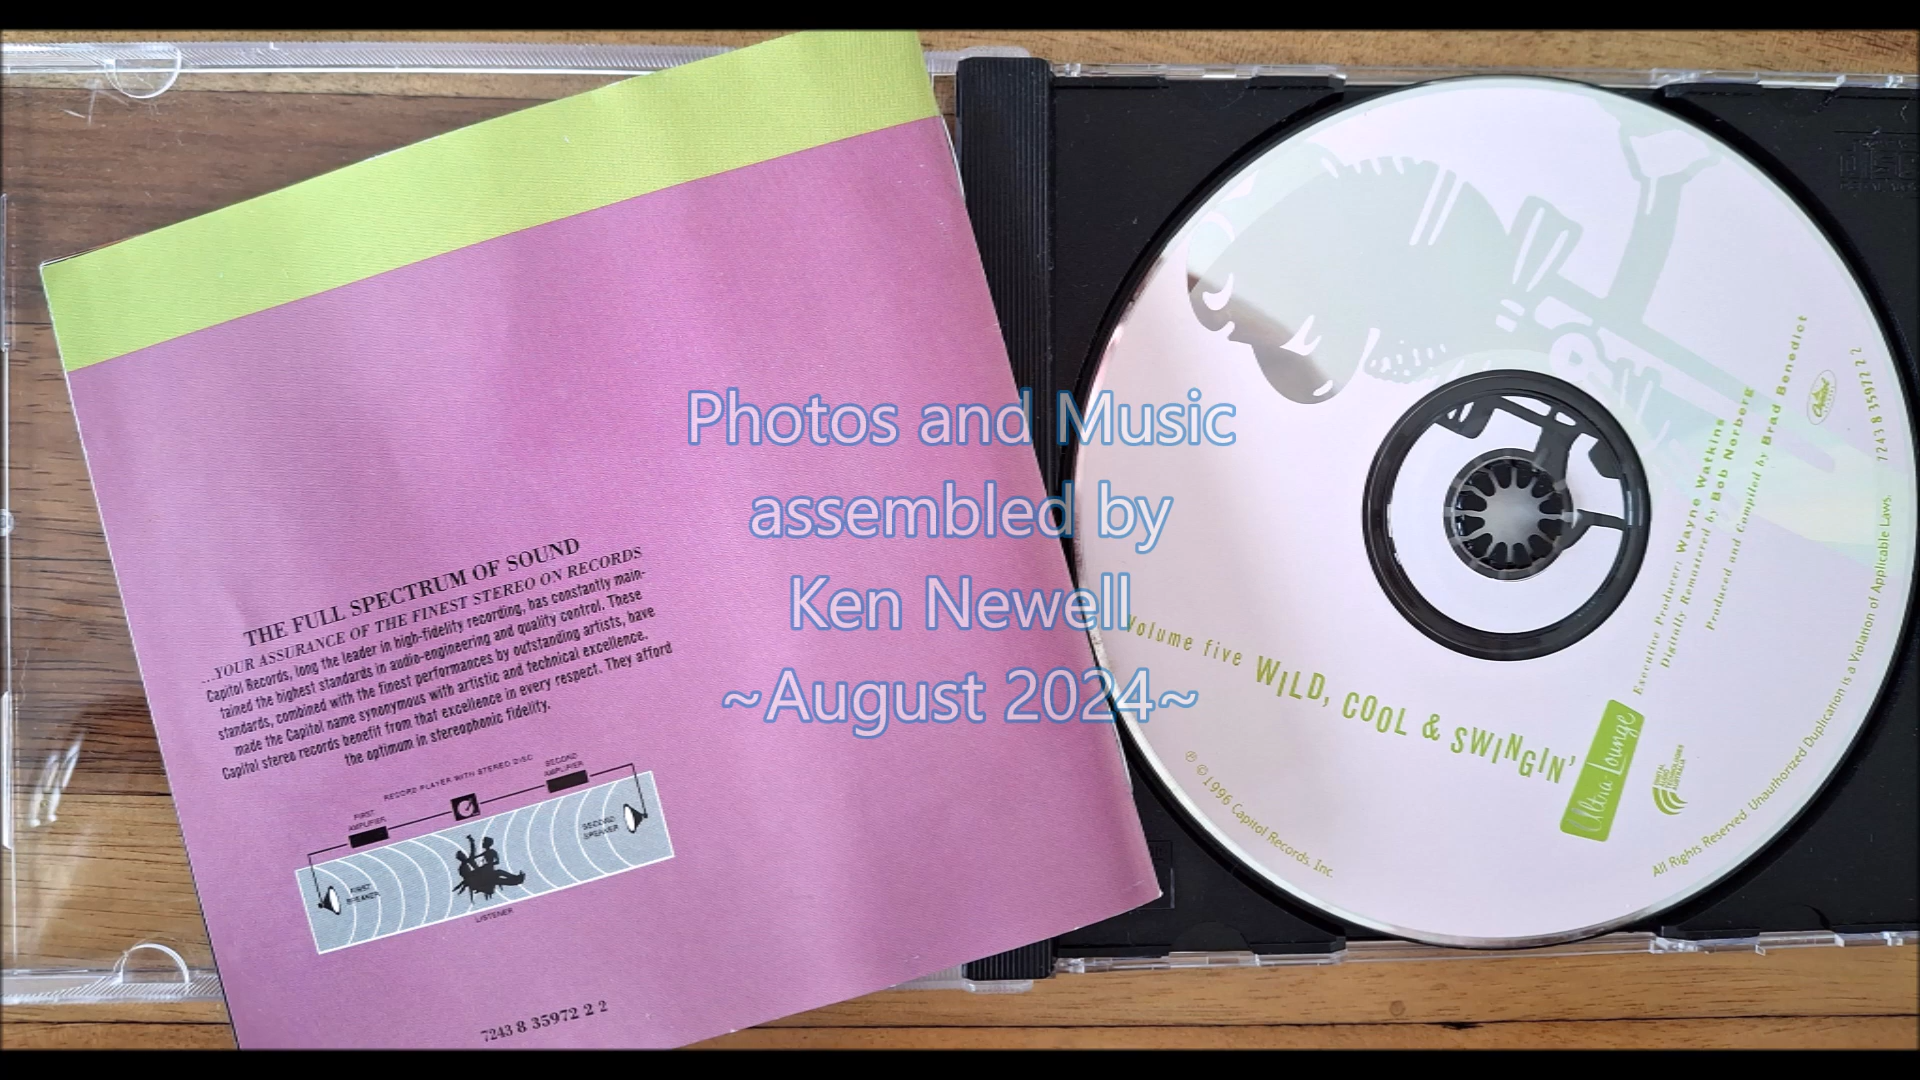 Photos and Music
assembled by
Ken Newell
~August 2024~
THE FULL SPECTRUM OF SOUND
...YOUR ASSURANCE OF THE FINEST STEREO ON RECORDS
Capitol Records, long the leader in high-fidelity recording, has constantly main-
tained the highest standards in audio-engineering and quality control. These
standards, combined with the finest performances by outstanding artists, have
made the Capitol name synonymous with artistic and technical excellence.
Capitol stereo records benefit from that excellence in every respect. They afford
the optimum in stereophonic fidelity.
RECORD PLAYER WITH STEREO DISC
FIRST
AMPLIFIER
SECOND
AMPLIFIER
FIRST
SPEAKER
SECOND
SPEAKER
LISTENER
7243 8 35972 2 2
Volume five WILD, COOL & SWINGIN'
Ultra-Lounge
Executive Producer: Wayne Watkins
Digitally Remastered by Bob Norberg
Produced and Compiled by Brad Benedict
Capitol
7243 8 35972 2 2
℗ © 1996 Capitol Records, Inc.
DIGITAL
AUDIO
TECHNOLOGIES
AUSTRALIA
All Rights Reserved. Unauthorized Duplication is a Violation of Applicable Laws.